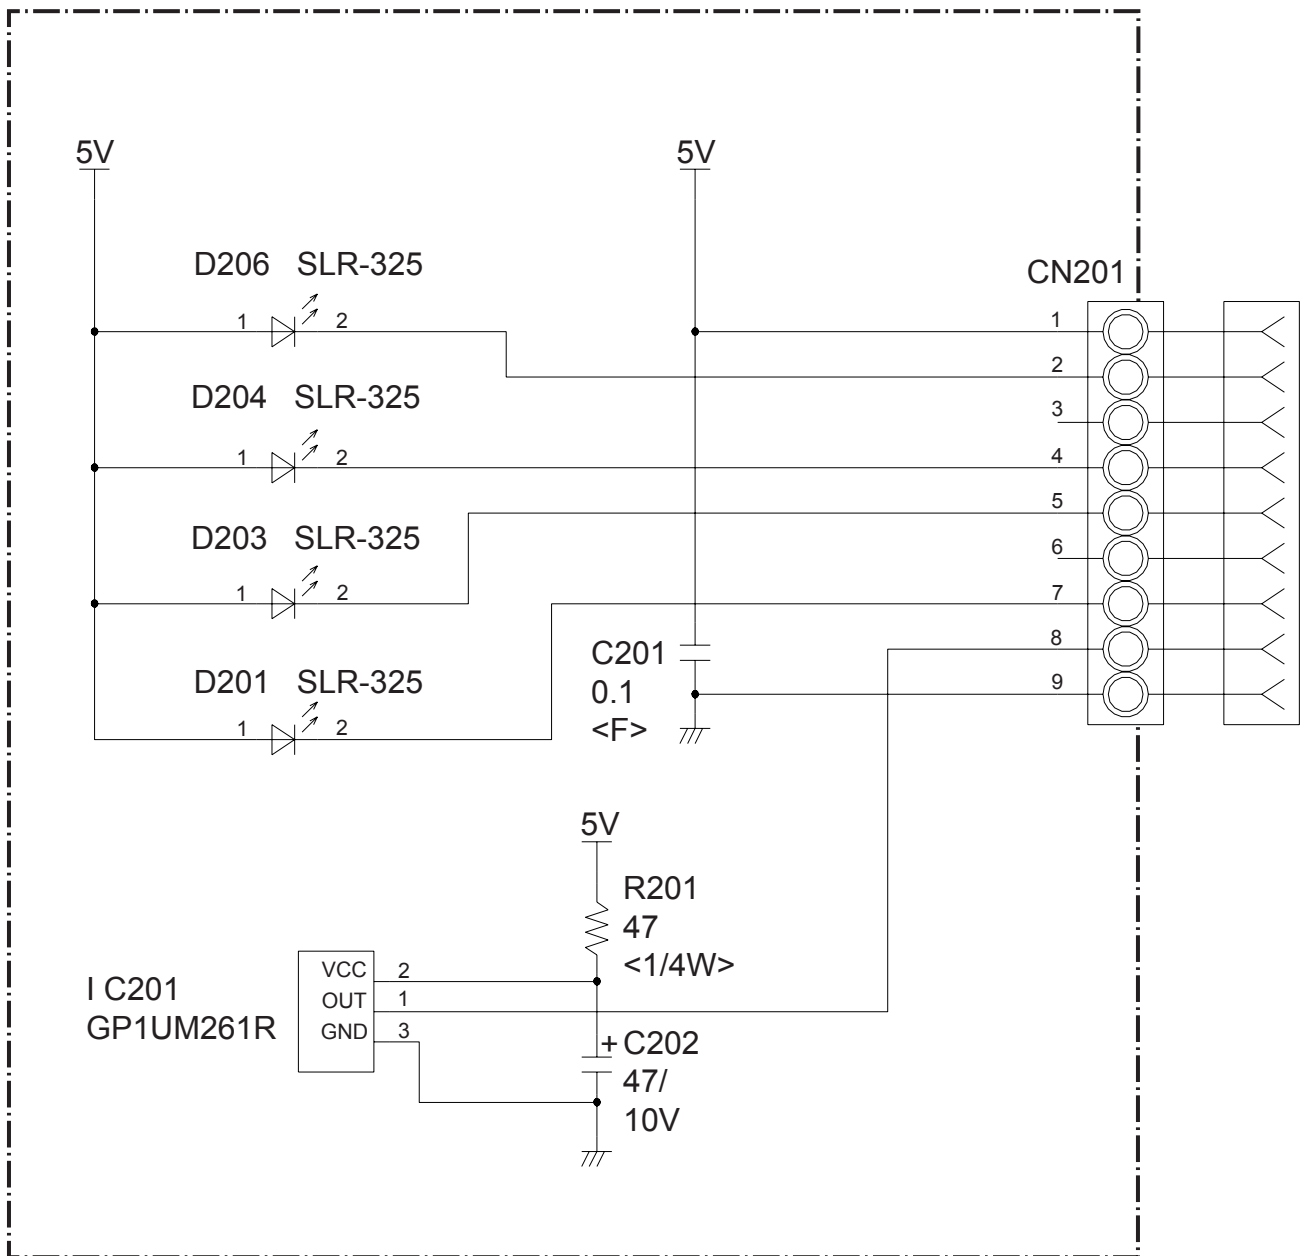 5V
5V
D206 SLR-325
CN201
1 2
1
2
D204 SLR-325
3
1 2
4
5
D203 SLR-325
6
1 2
7
C201
0.1
<F>
8
9
D201 SLR-325
1 2
5V
R201
47
<1/4W>
I C201
GP1UM261R
VCC 2
OUT 1
GND 3
+ C202
47/
10V